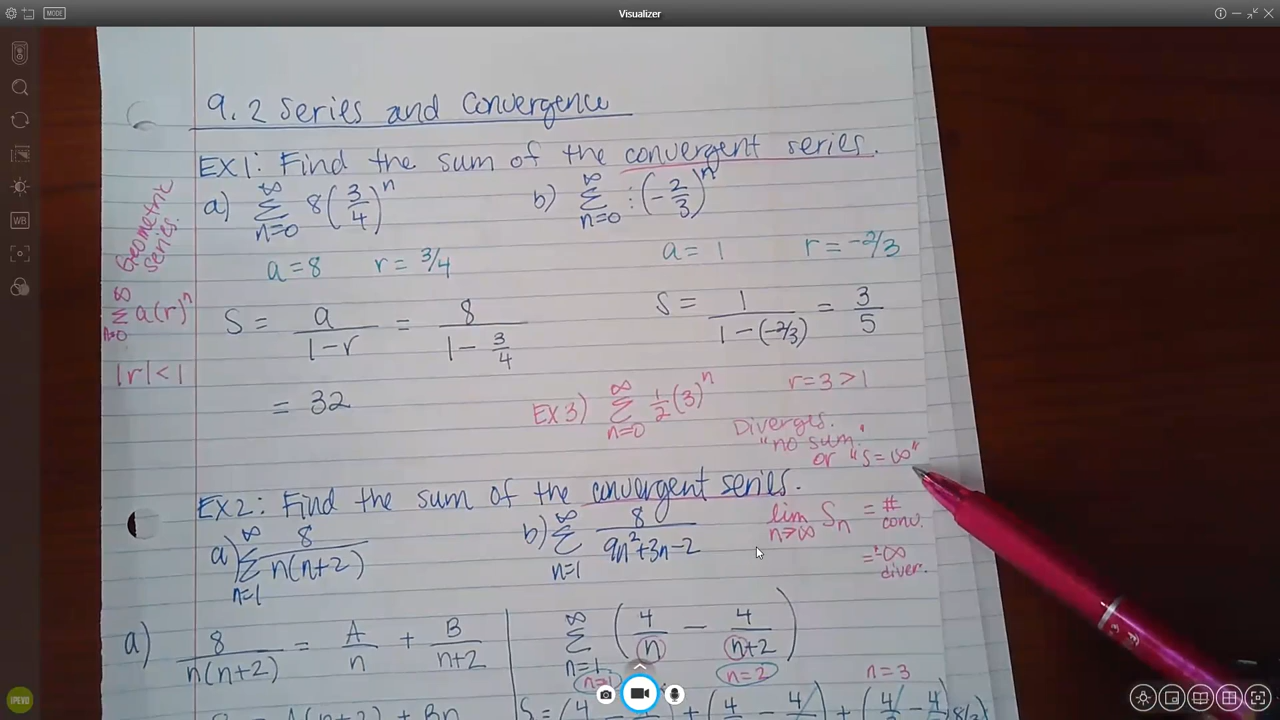 MODE
Visualizer
WB
IPEVO
9.2 Series and Convergence
EX1: Find the sum of the convergent series.
a) ∞ Σ n=0 8(3/4)^n
b) ∞ Σ n=0 (-2/3)^n
Geometric series.
∞ Σ n=0 a(r)^n
|r|<1
a=8 r=3/4
a=1 r=-2/3
S = a/(1-r) = 8/(1-3/4)
= 32
S = 1/(1-(-2/3)) = 3/5
EX3) ∞ Σ n=0 1/2(3)^n
r=3>1
Diverges.
"no sum"
or "S=∞"
EX2: Find the sum of the convergent series.
a) ∞ Σ n=1 8/(n(n+2))
b) ∞ Σ n=1 8/(9n²+3n-2)
lim n→∞ Sn = # conv.
=±∞ diver.
a) 8/(n(n+2)) = A/n + B/(n+2)
∞ Σ n=1 (4/n - 4/(n+2))
n=1 n=2 n=3